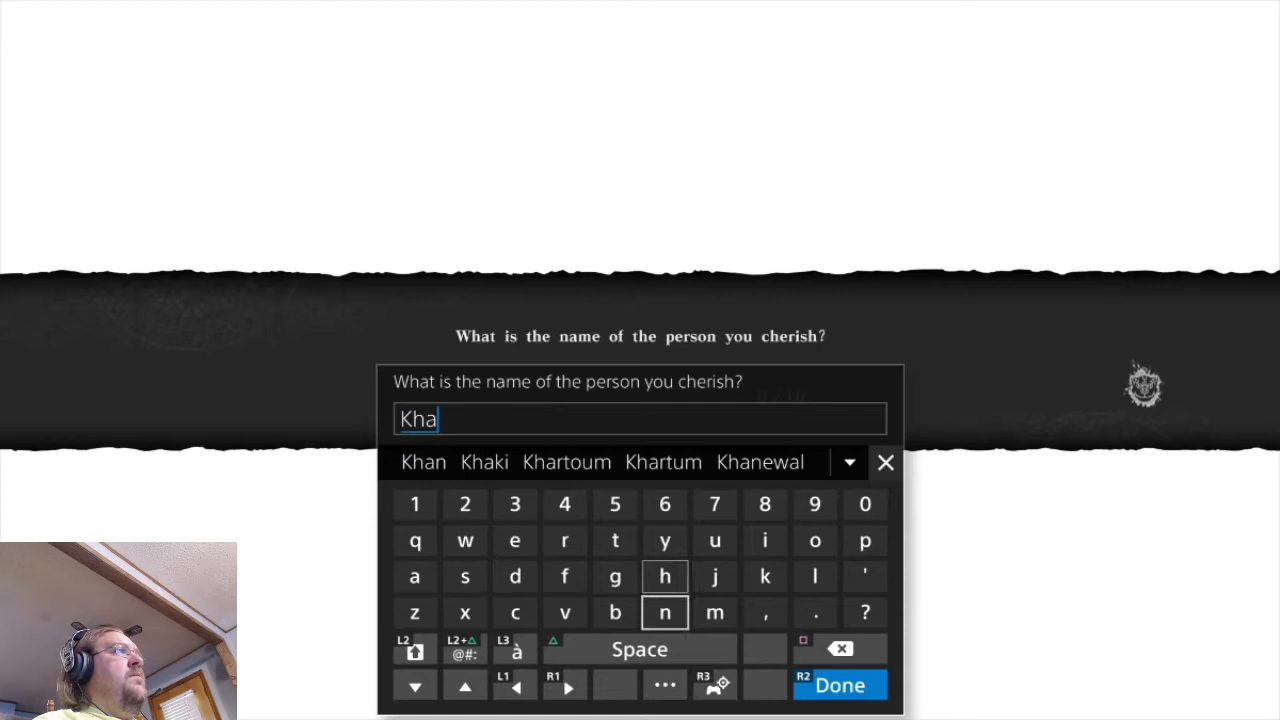 What is the name of the person you cherish?
What is the name of the person you cherish?
Kha
Khan Khaki Khartoum Khartum Khanewal
1 2 3 4 5 6 7 8 9 0
q w e r t y u i o p
a s d f g h j k l '
z x c v b n m , . ?
L2 L2+△ @#: L3 à △ Space □
L1 R1 ... R3 R2 Done